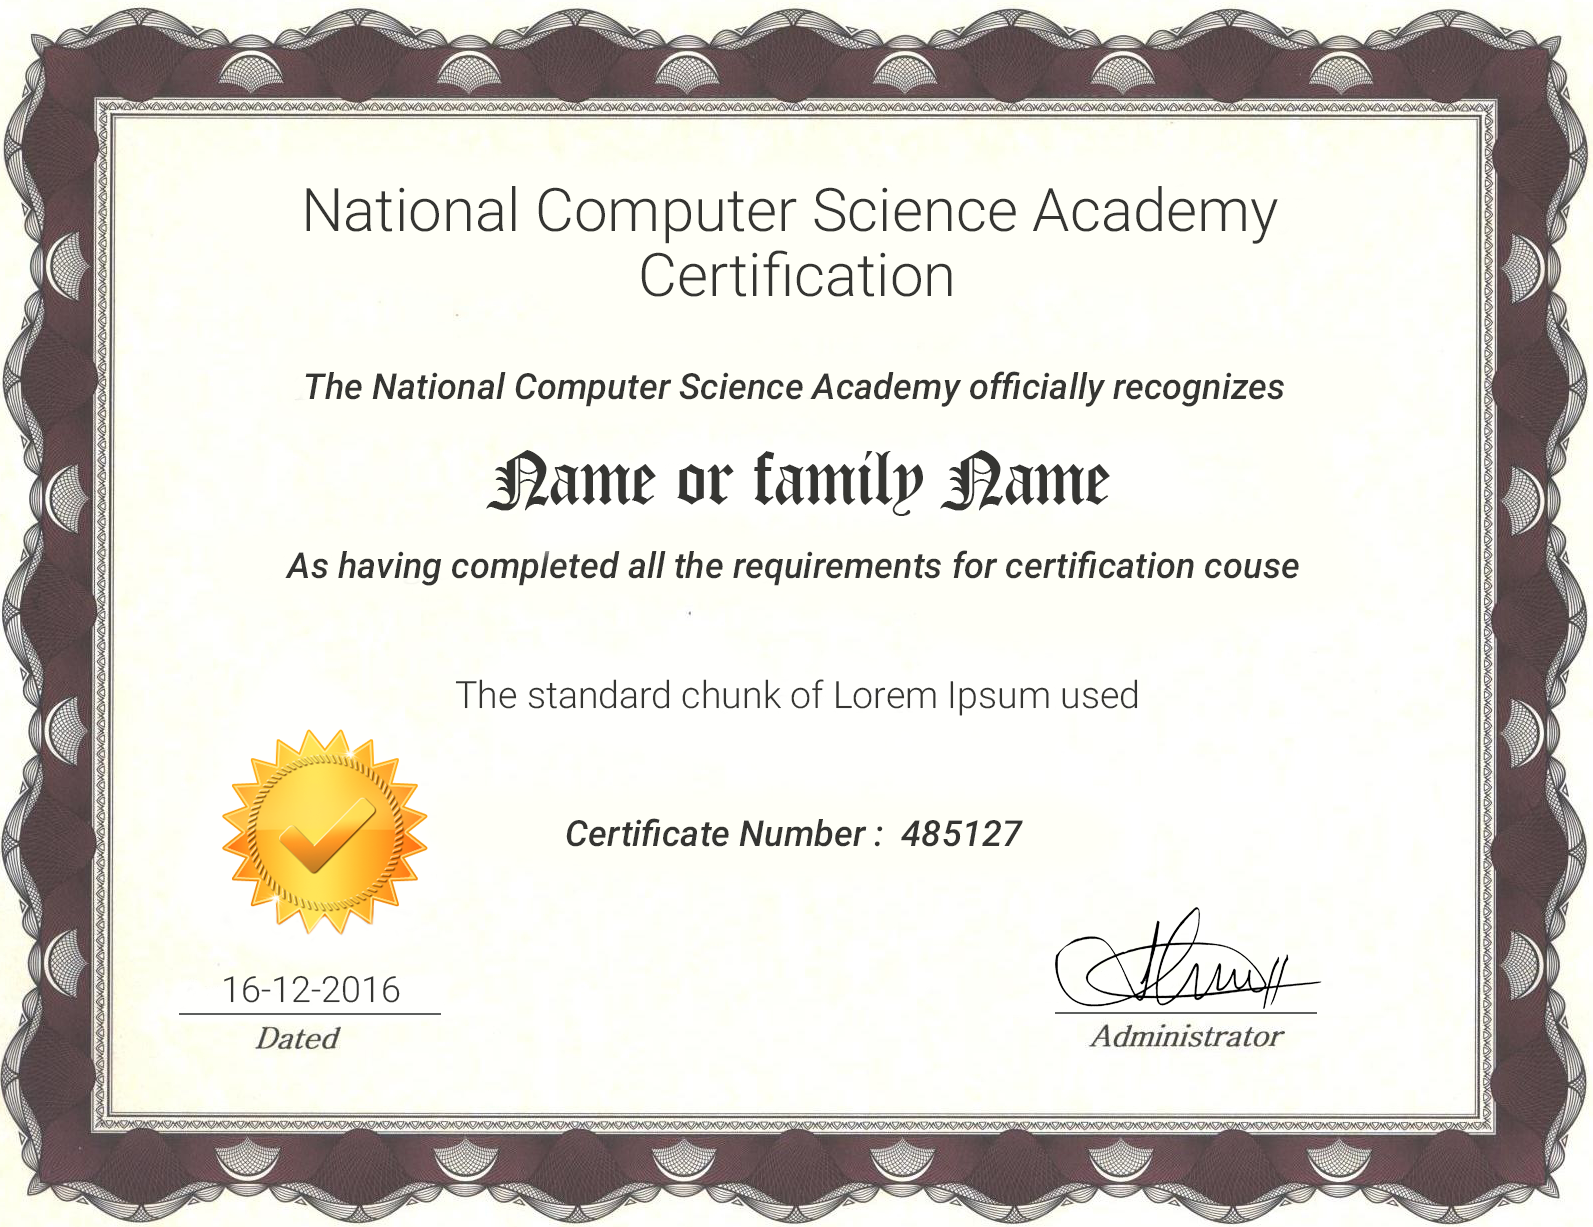 National Computer Science Academy
Certification
The National Computer Science Academy officially recognizes
Name or family Name
As having completed all the requirements for certification couse
The standard chunk of Lorem Ipsum used
Certificate Number : 485127
16-12-2016
Dated
Administrator